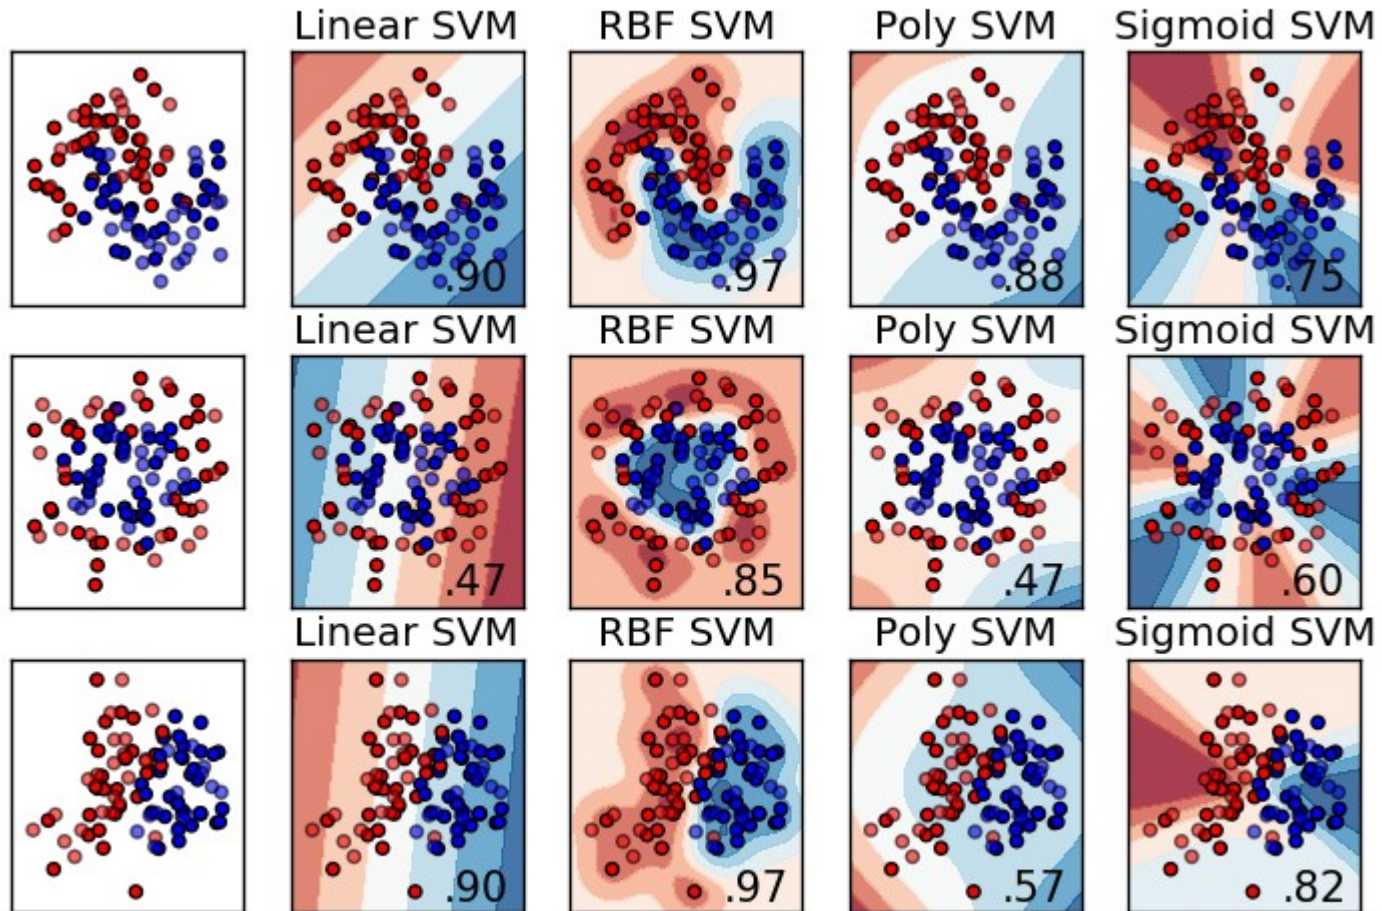 Linear SVM RBF SVM Poly SVM Sigmoid SVM
.90 .97 .88 .75
Linear SVM RBF SVM Poly SVM Sigmoid SVM
.47 .85 .47 .60
Linear SVM RBF SVM Poly SVM Sigmoid SVM
.90 .97 .57 .82